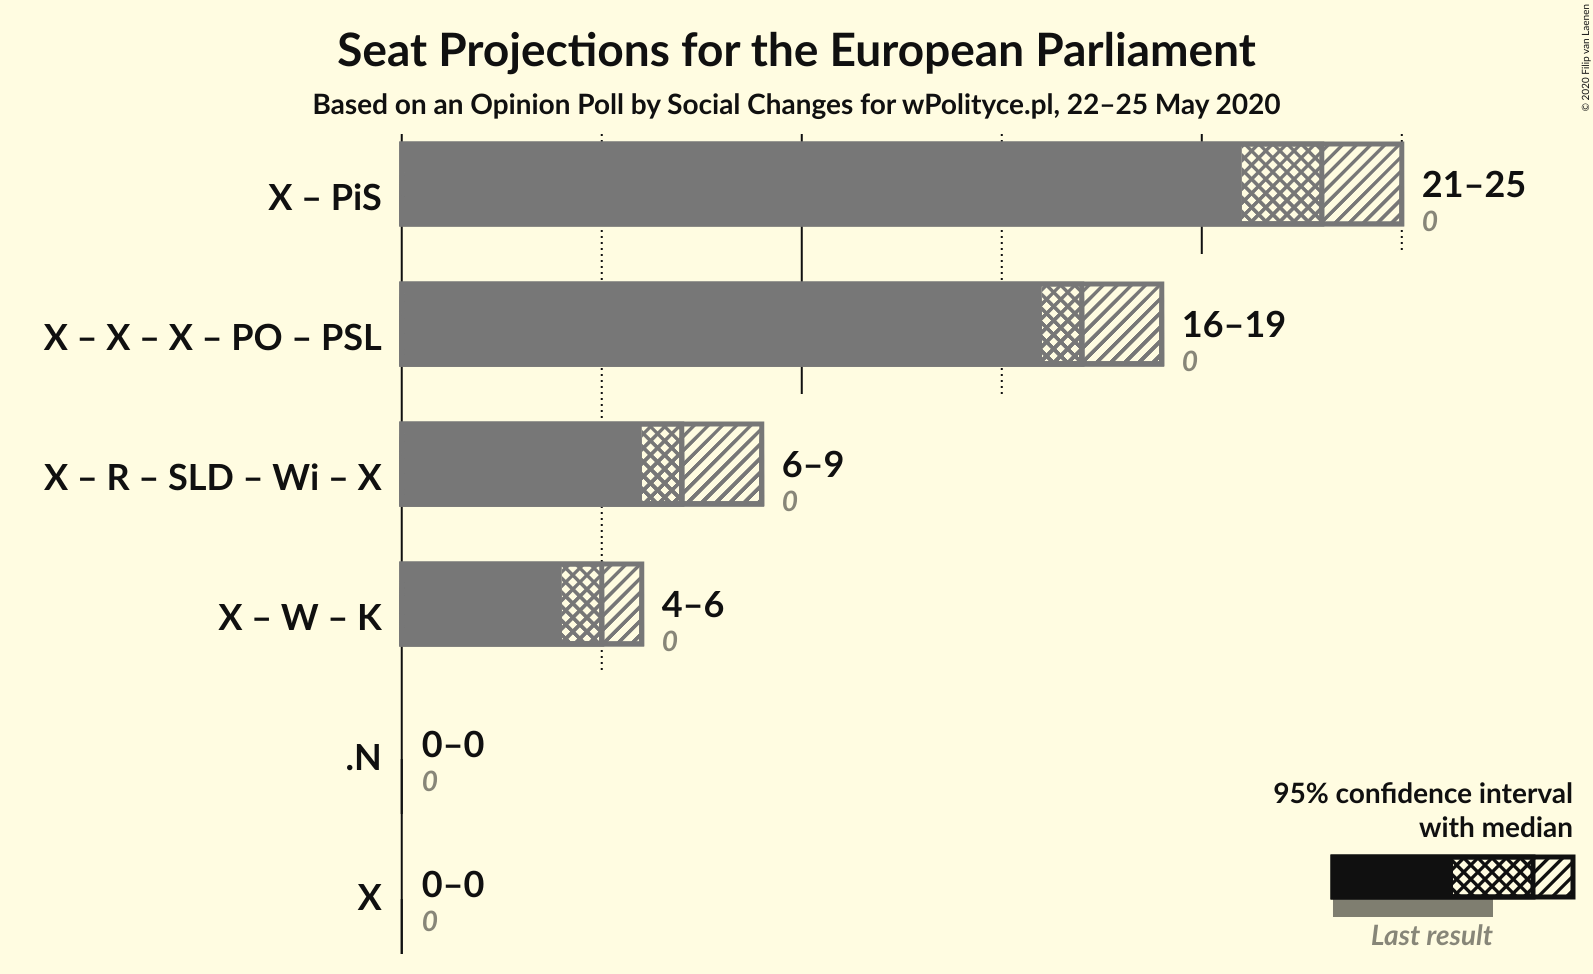 Seat Projections for the European Parliament
Based on an Opinion Poll by Social Changes for wPolityce.pl, 22–25 May 2020
© 2020 Filip van Laenen
X – PiS
21–25
0
X – X – X – PO – PSL
16–19
0
X – R – SLD – Wi – X
6–9
0
X – W – K
4–6
0
.N
0–0
0
X
0–0
0
95% confidence interval
with median
Last result